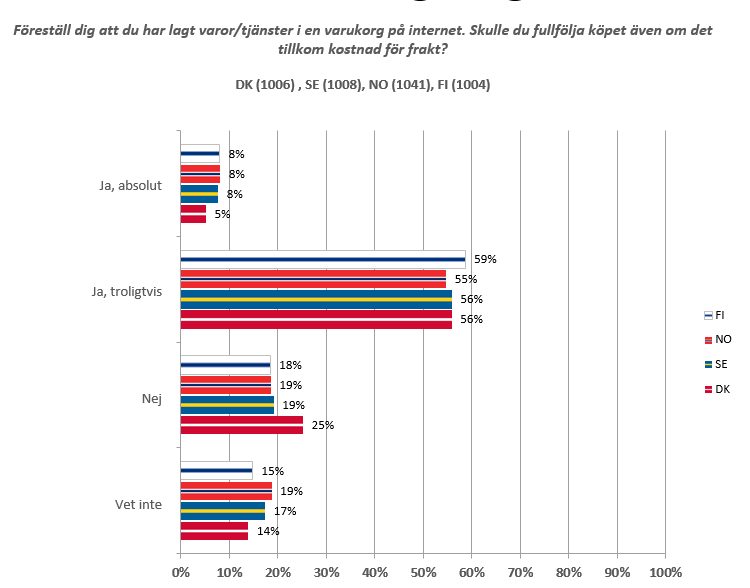 Föreställ dig att du har lagt varor/tjänster i en varukorg på internet. Skulle du fullfölja köpet även om det
tillkom kostnad för frakt?
DK (1006) , SE (1008), NO (1041), FI (1004)
Ja, absolut
8%
8%
8%
5%
Ja, troligtvis
59%
55%
56%
56%
Nej
18%
19%
19%
25%
Vet inte
15%
19%
17%
14%
FI
NO
SE
DK
0% 10% 20% 30% 40% 50% 60% 70% 80% 90% 100%